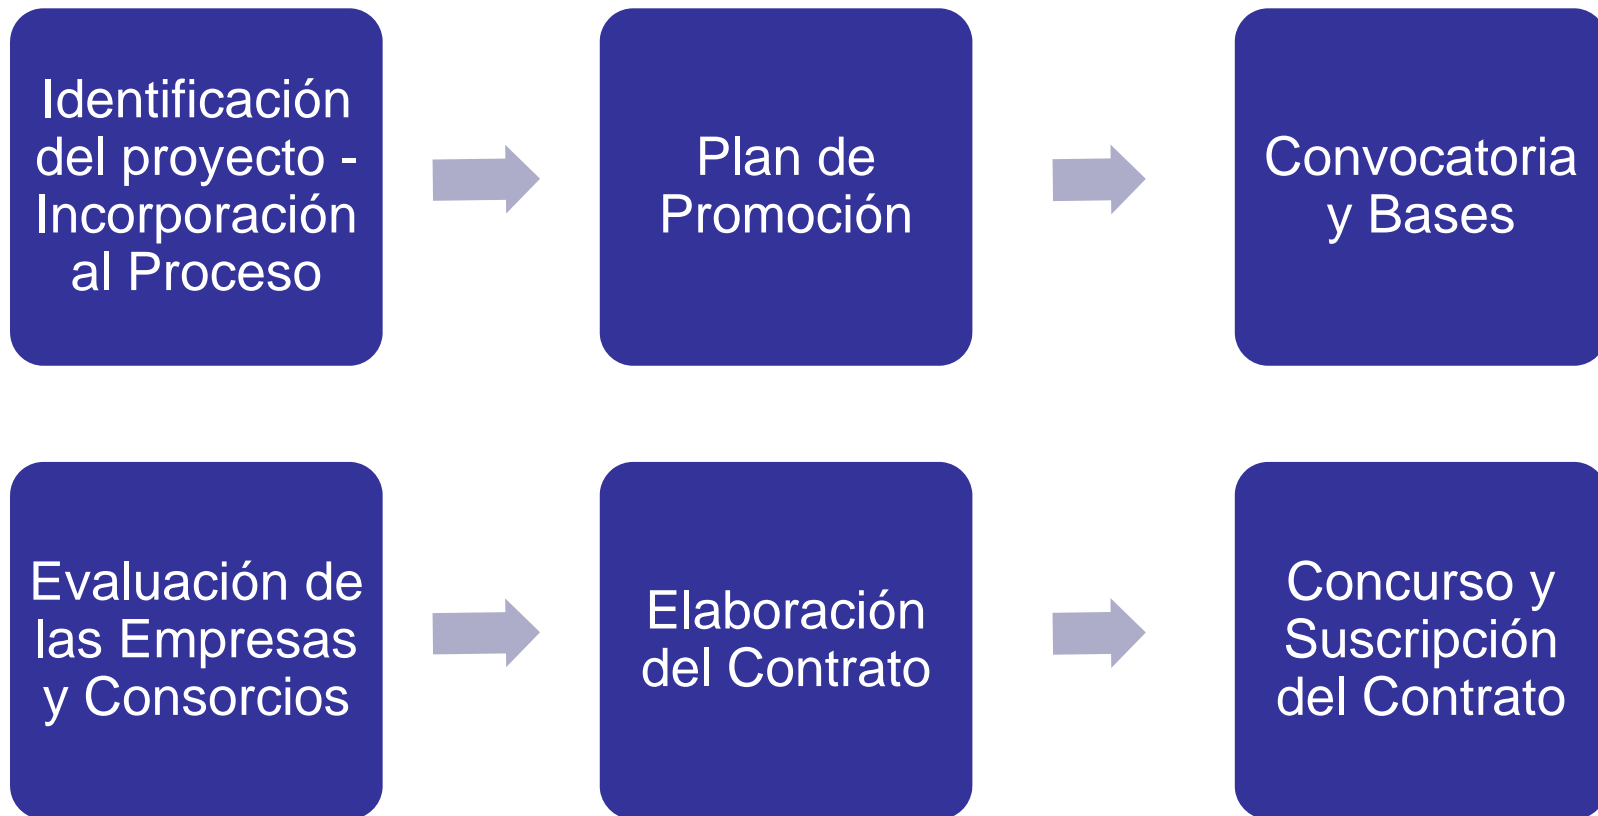 Identificación
del proyecto -
Incorporación
al Proceso
Plan de
Promoción
Convocatoria
y Bases
Evaluación de
las Empresas
y Consorcios
Elaboración
del Contrato
Concurso y
Suscripción
del Contrato